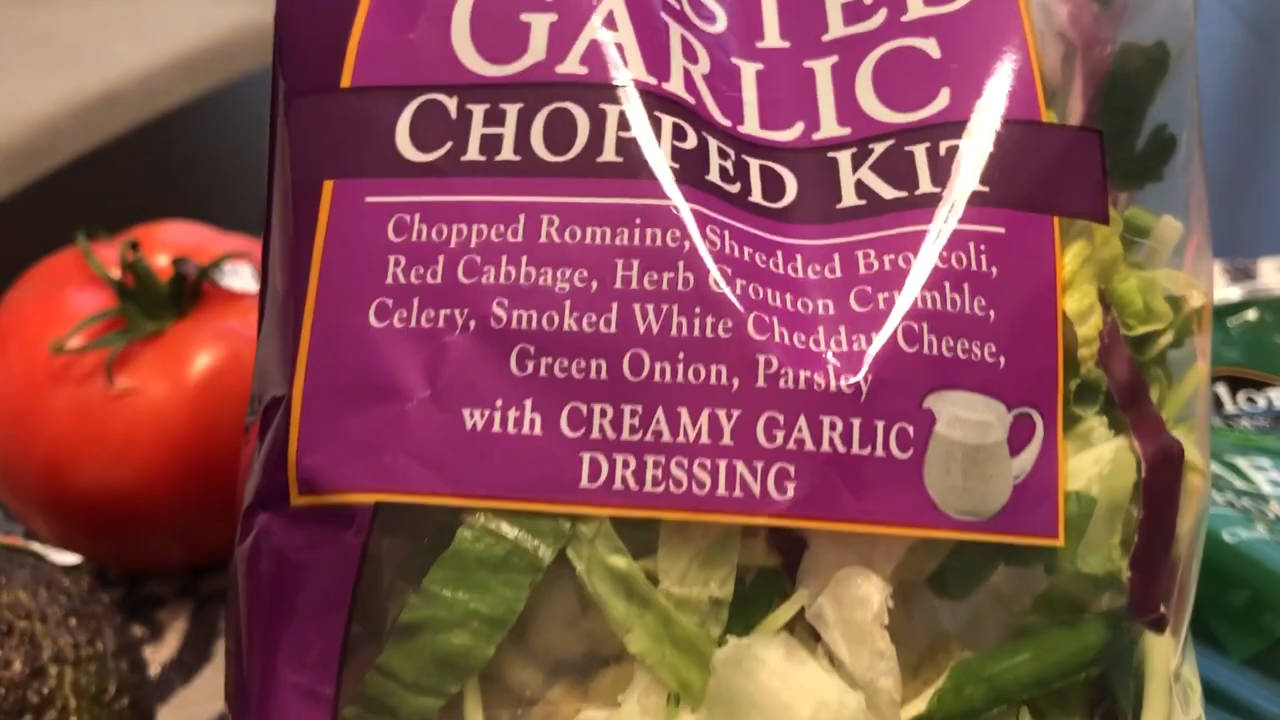 GARLIC
CHOPPED KIT
Chopped Romaine, Shredded Broccoli,
Red Cabbage, Herb Crouton Crumble,
Celery, Smoked White Cheddar Cheese,
Green Onion, Parsley
with CREAMY GARLIC
DRESSING